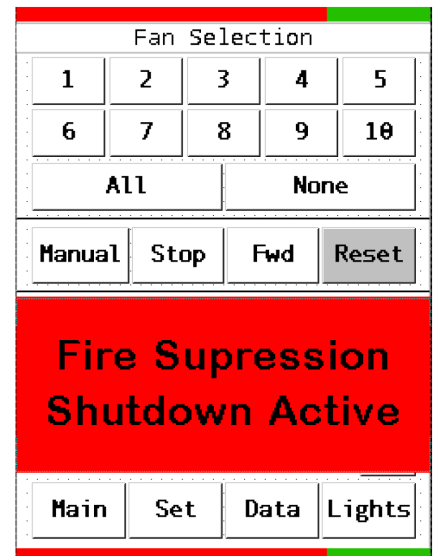 Fan Selection
1 2 3 4 5
6 7 8 9 10
All None
Manual Stop Fwd Reset
Fire Supression
Shutdown Active
Main Set Data Lights